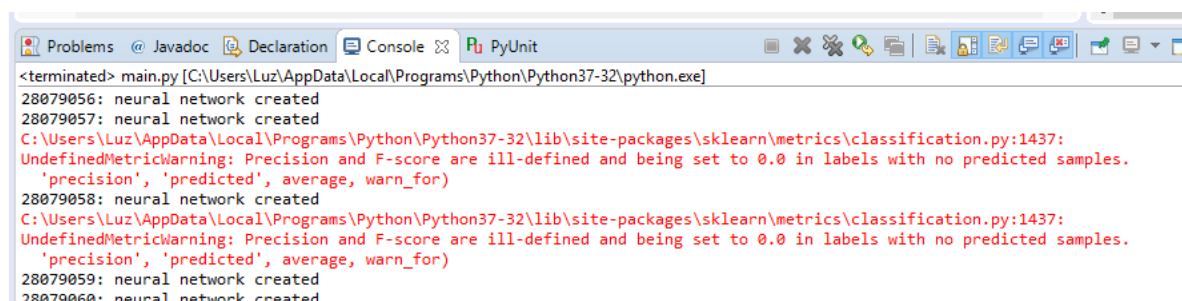 Problems @ Javadoc Declaration Console PyUnit
<terminated> main.py [C:\Users\Luz\AppData\Local\Programs\Python\Python37-32\python.exe]
28079056: neural network created
28079057: neural network created
C:\Users\Luz\AppData\Local\Programs\Python\Python37-32\lib\site-packages\sklearn\metrics\classification.py:1437:
UndefinedMetricWarning: Precision and F-score are ill-defined and being set to 0.0 in labels with no predicted samples.
'precision', 'predicted', average, warn_for)
28079058: neural network created
C:\Users\Luz\AppData\Local\Programs\Python\Python37-32\lib\site-packages\sklearn\metrics\classification.py:1437:
UndefinedMetricWarning: Precision and F-score are ill-defined and being set to 0.0 in labels with no predicted samples.
'precision', 'predicted', average, warn_for)
28079059: neural network created
28079060: neural network created